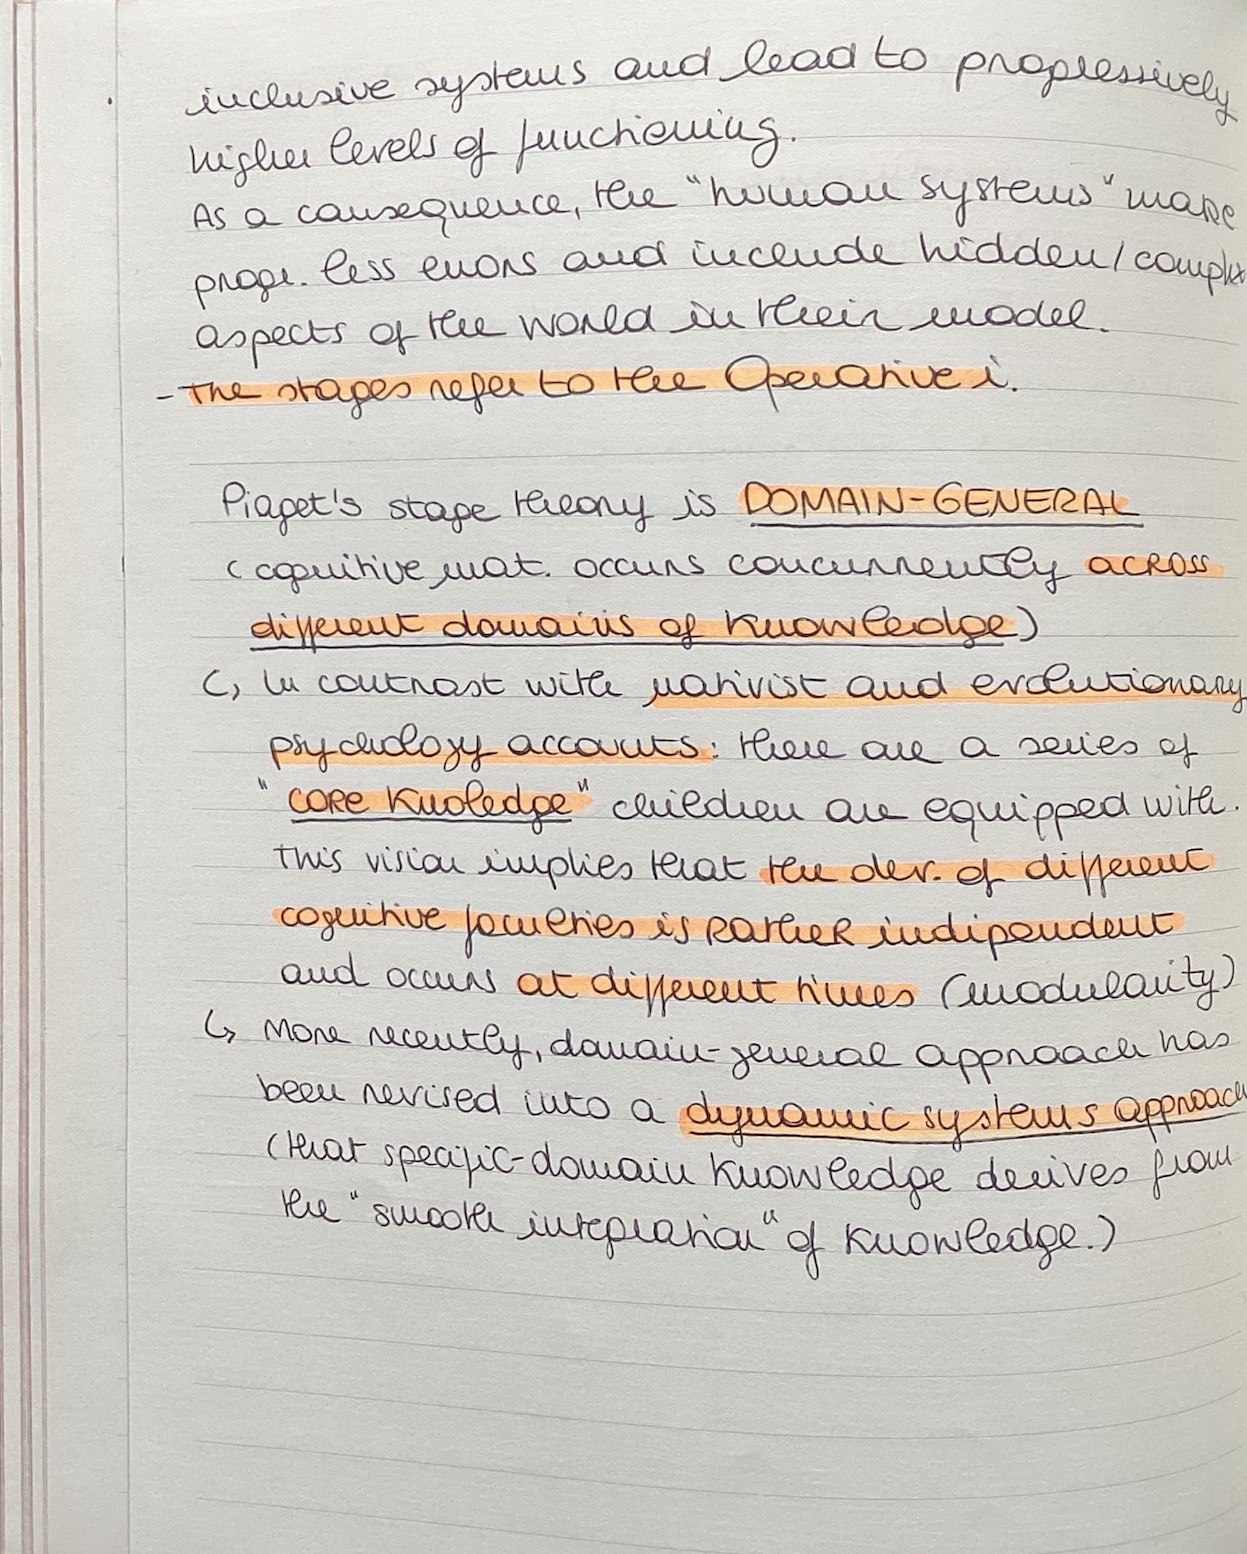 inclusive systems and lead to progressively
higher levels of functioning.
As a consequence, the "human systems" make
progr. less errors and include hidden/complex
aspects of the world in their model.
- The stages refer to the Operative i.
Piaget's stage theory is DOMAIN-GENERAL
(cognitive mat. occurs concurrently across
different domains of knowledge)
↳ In contrast with nativist and evolutionary
psychology accounts: there are a series of
"core knoledge" children are equipped with.
This vision implies that the dev. of different
cognitive faculties is rather indipendent
and occurs at different times (modularity)
↳ More recently, domain-general approach has
been revised into a dynamic systems approach
(that specific-domain knowledge derives from
the "smooth integration" of knowledge.)